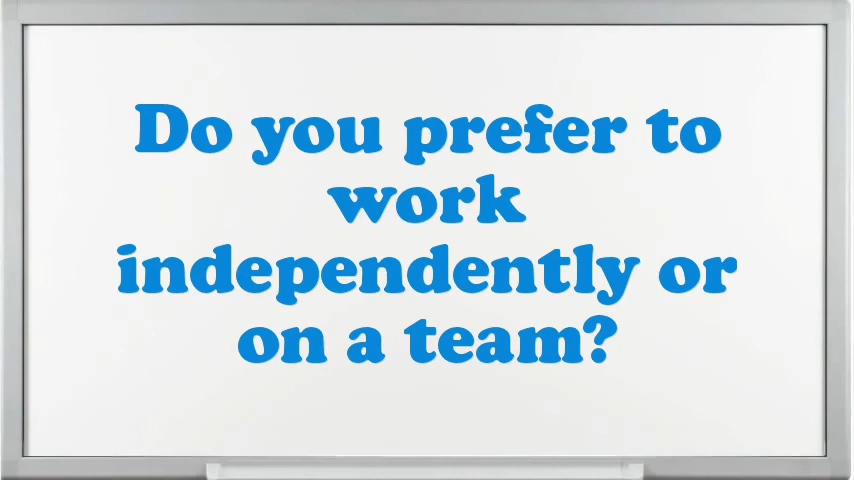 Do you prefer to
work
independently or
on a team?